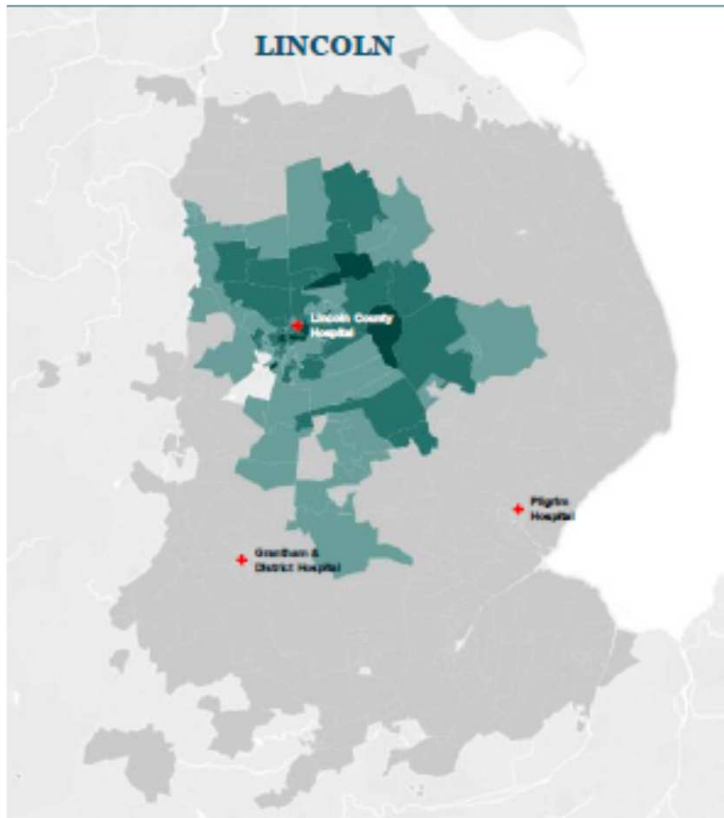 LINCOLN
Lincoln County
Hospital
Pilgrim
Hospital
Grantham &
District Hospital